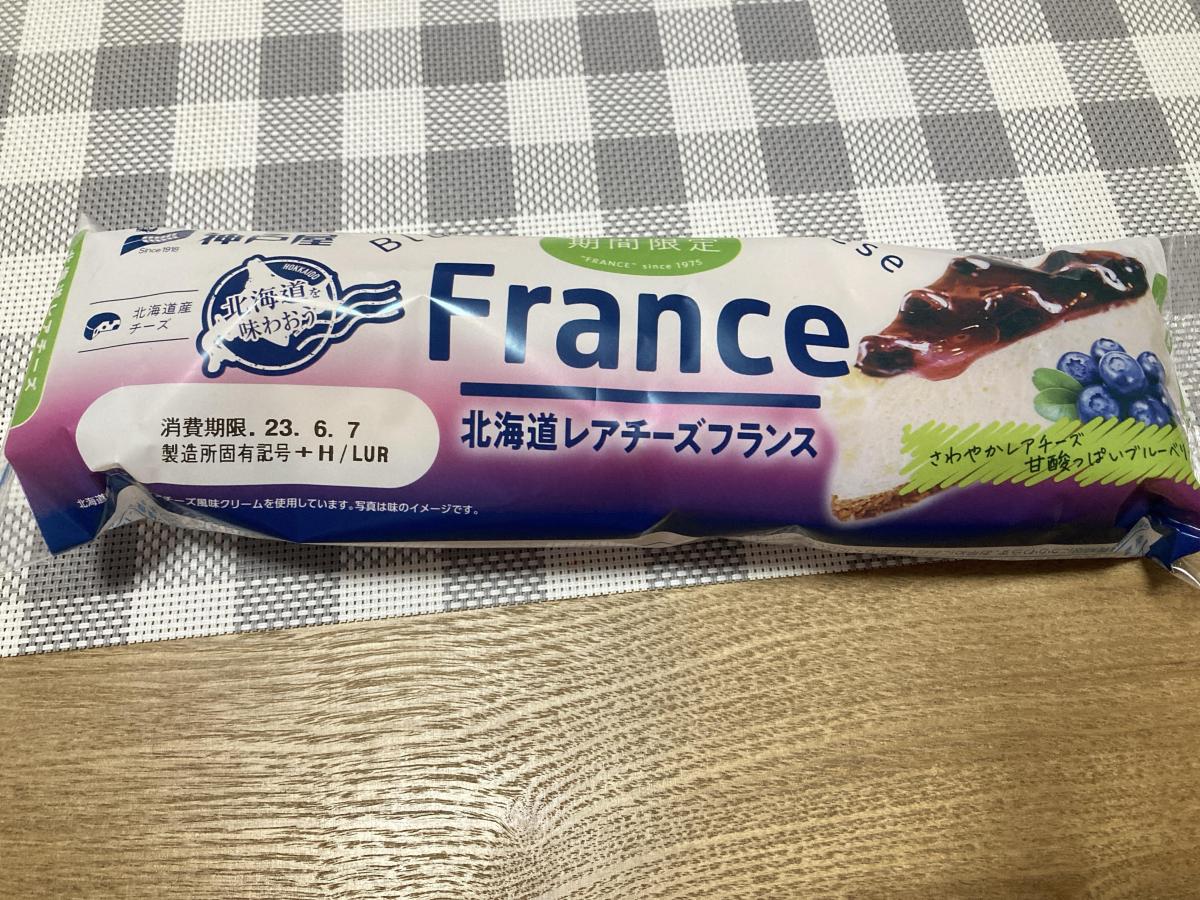 Since 1918
神戸屋
期間限定
"FRANCE" since 1975
HOKKAIDO
北海道を
味わおう
北海道産
チーズ
France
北海道レアチーズフランス
消費期限. 23. 6. 7
製造所固有記号+H/LUR
チーズ風味クリームを使用しています。写真は味のイメージです。
さわやかレアチーズ
甘酸っぱいブルーベリ